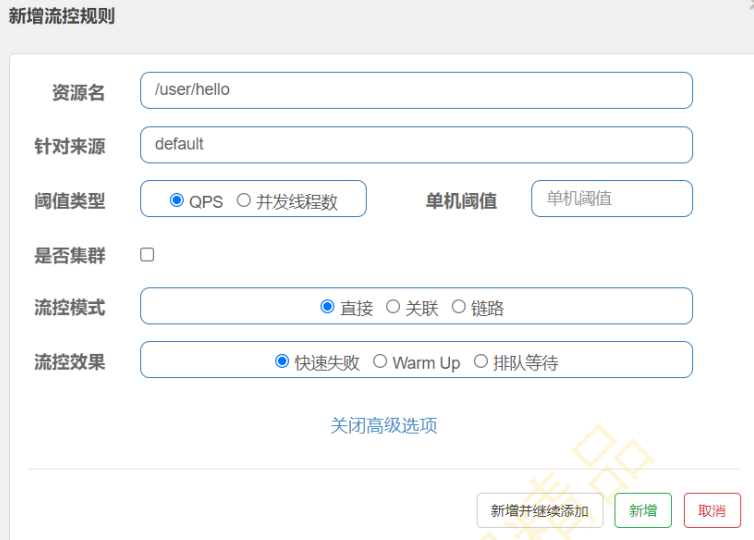 新增流控规则
资源名 /user/hello
针对来源 default
阈值类型 QPS 并发线程数 单机阈值 单机阈值
是否集群
流控模式 直接 关联 链路
流控效果 快速失败 Warm Up 排队等待
关闭高级选项
精品
新增并继续添加 新增 取消